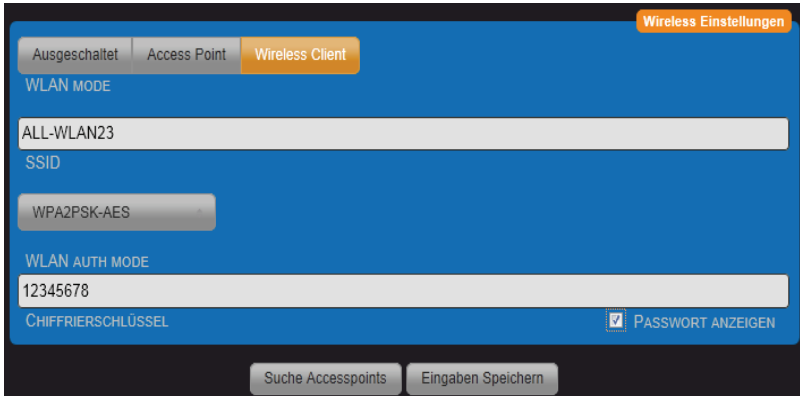 Wireless Einstellungen
Ausgeschaltet Access Point Wireless Client
WLAN MODE
ALL-WLAN23
SSID
WPA2PSK-AES
WLAN AUTH MODE
12345678
CHIFFRIERSCHLÜSSEL PASSWORT ANZEIGEN
Suche Accesspoints Eingaben Speichern